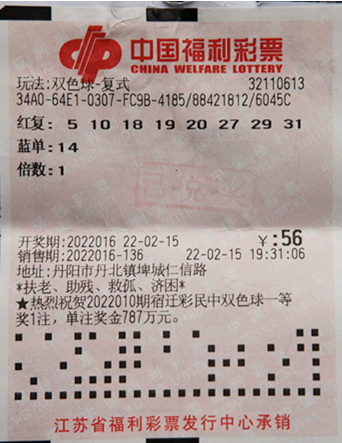 中国福利彩票
CHINA WELFARE LOTTERY
玩法:双色球-复式 32110613
34A0-64E1-0307-FC9B-4185/88421812/6045C
红复: 5 10 18 19 20 27 29 31
蓝单:14
倍数:1
开奖期:2022016 22-02-15 ¥:56
销售期:2022016-136 22-02-15 19:31:06
地址:丹阳市丹北镇埤城仁信路
*扶老、助残、救孤、济困*
★热烈祝贺2022010期宿迁彩民中双色球一等
奖1注，单注奖金787万元。
江苏省福利彩票发行中心承销